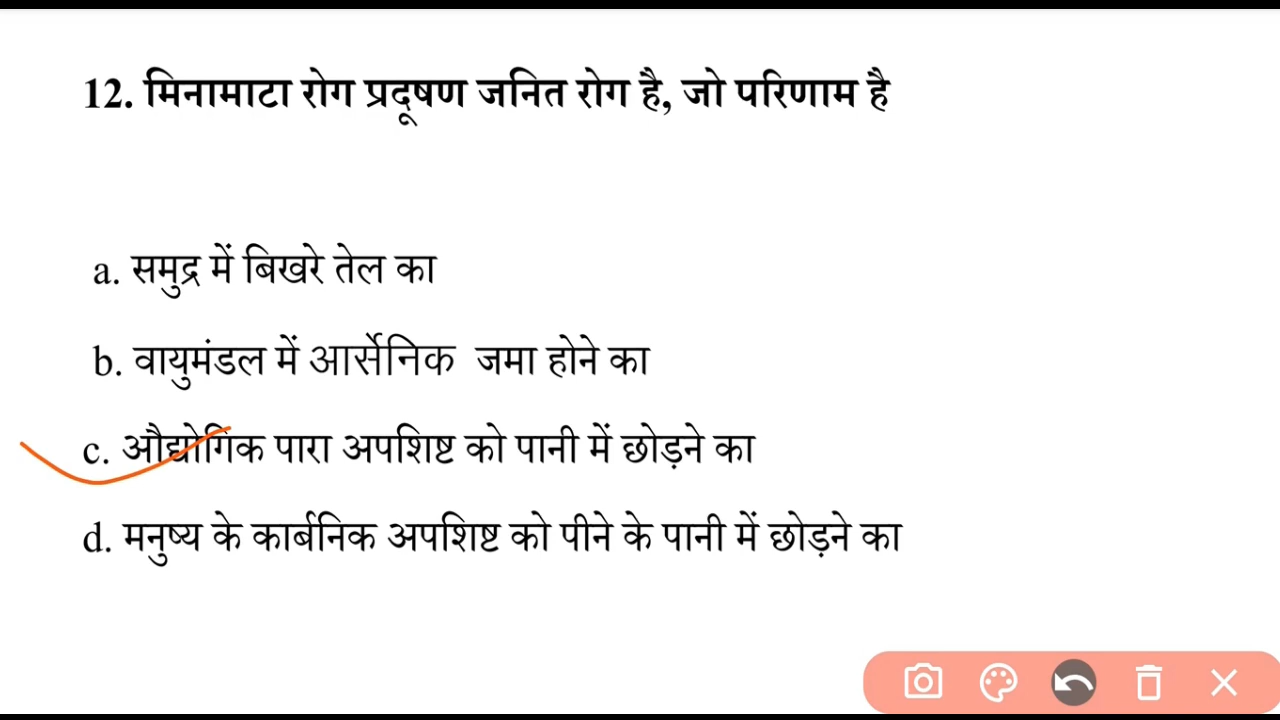 12. मिनामाटा रोग प्रदूषण जनित रोग है, जो परिणाम है
a. समुद्र में बिखरे तेल का
b. वायुमंडल में आर्सेनिक जमा होने का
c. औद्योगिक पारा अपशिष्ट को पानी में छोड़ने का
d. मनुष्य के कार्बनिक अपशिष्ट को पीने के पानी में छोड़ने का